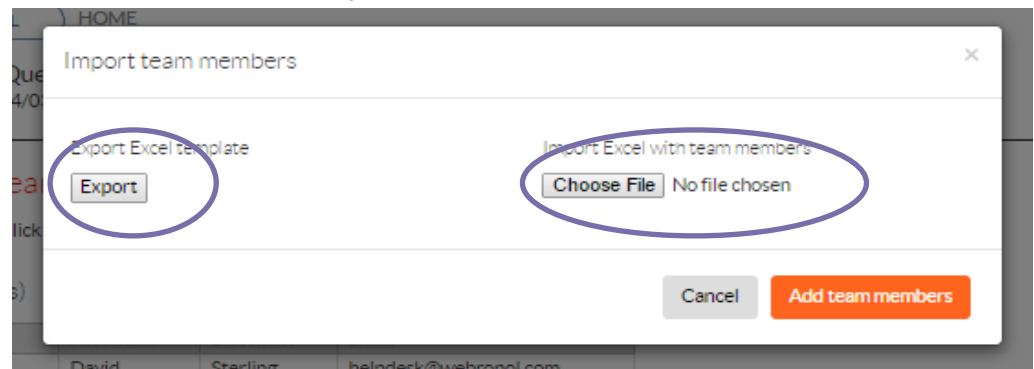 HOME
Import team members ×
Export Excel template
Import Excel with team members
Export
Choose File No file chosen
Cancel
Add team members
David Sterling helpdesk@webropol.com